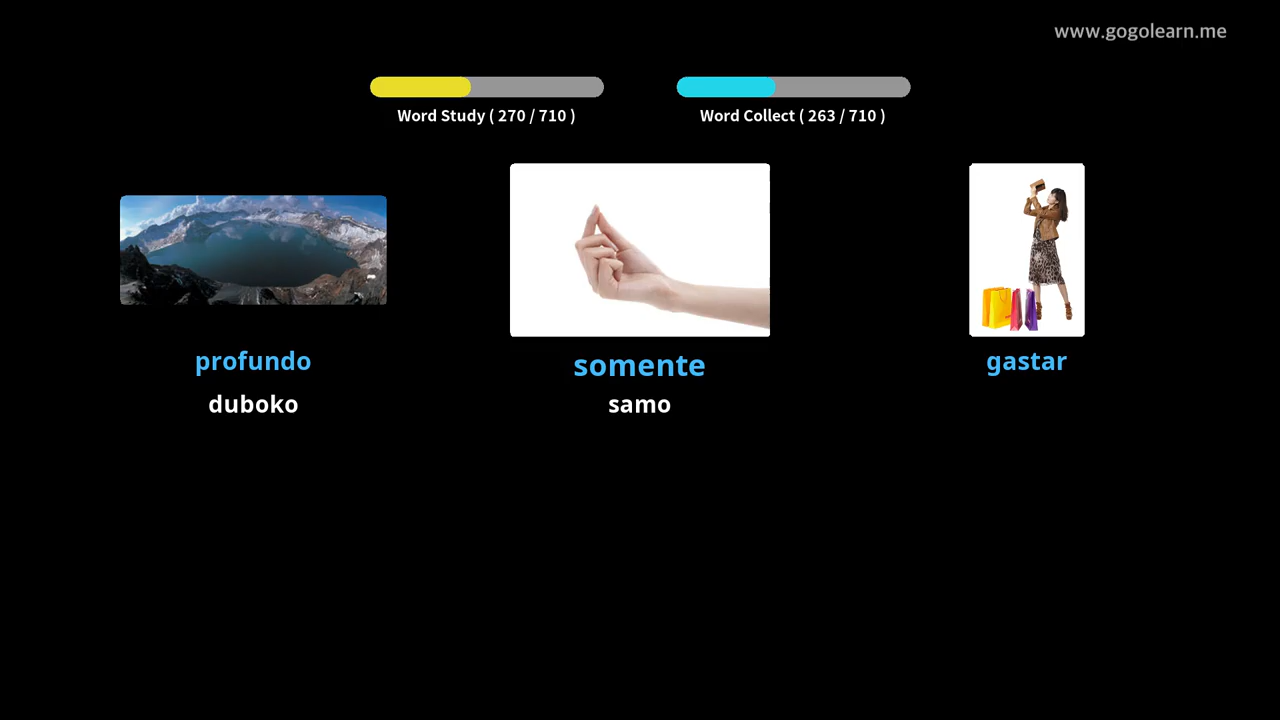 www.gogolearn.me
Word Study ( 270 / 710 )
Word Collect ( 263 / 710 )
profundo
duboko
somente
samo
gastar